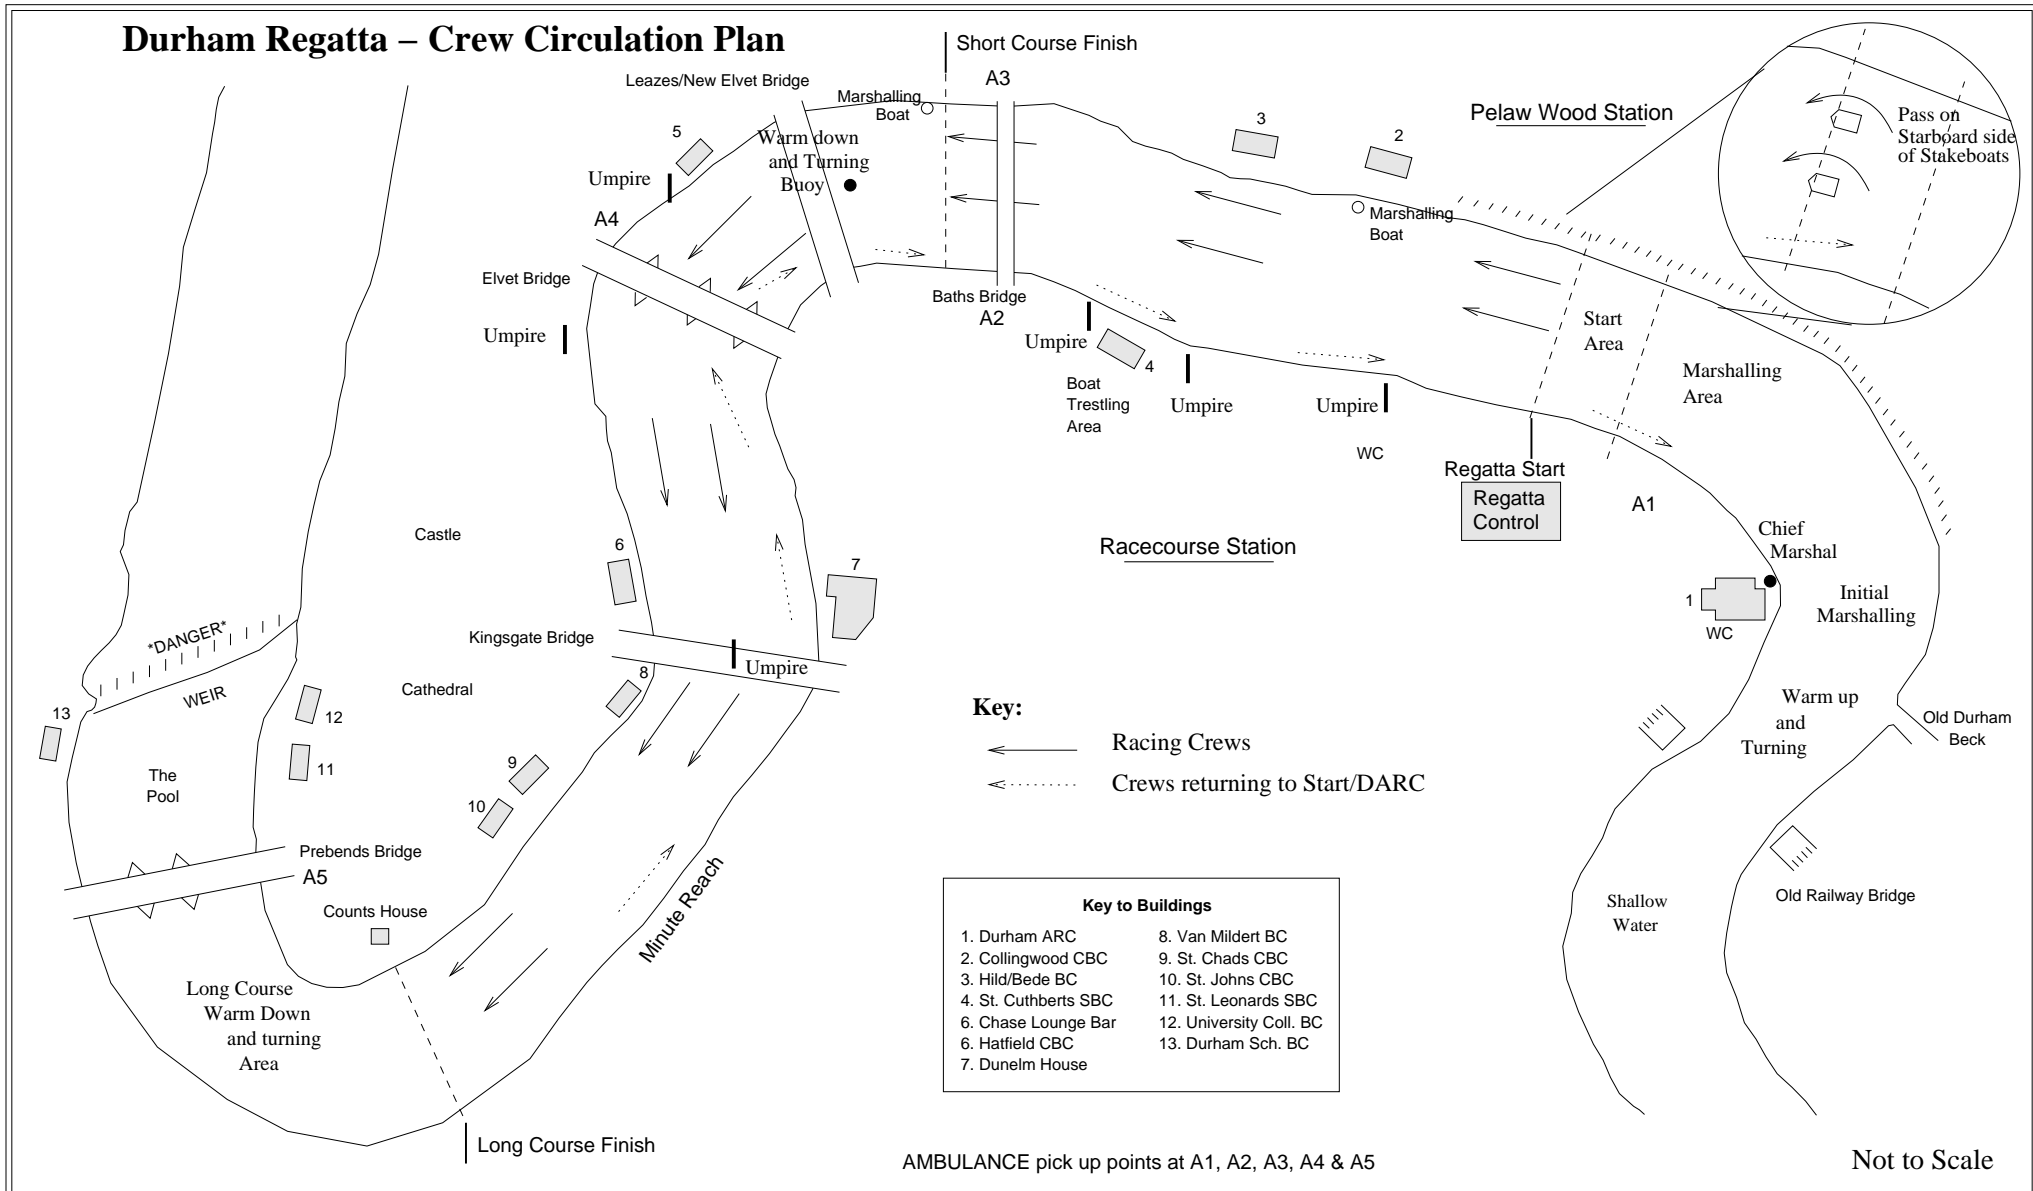 Durham Regatta – Crew Circulation Plan
Short Course Finish
A3
Leazes/New Elvet Bridge
Marshalling
Boat
5
Warm down
and Turning
Buoy
Umpire
A4
Elvet Bridge
Umpire
3
2
Pelaw Wood Station
Pass on
Starboard side
of Stakeboats
Marshalling
Boat
Baths Bridge
A2
Umpire
4
Boat
Trestling
Area
Umpire
Umpire
WC
Start
Area
Marshalling
Area
Regatta Start
Regatta
Control
A1
Chief
Marshal
1
WC
Initial
Marshalling
Racecourse Station
Castle
6
7
Kingsgate Bridge
Umpire
*DANGER*
WEIR
Cathedral
8
13
12
11
The
Pool
9
10
Prebends Bridge
A5
Counts House
Minute Reach
Long Course
Warm Down
and turning
Area
Long Course Finish
Warm up
and
Turning
Old Durham
Beck
Old Railway Bridge
Shallow
Water
Key:
Racing Crews
Crews returning to Start/DARC
Key to Buildings
1. Durham ARC
2. Collingwood CBC
3. Hild/Bede BC
4. St. Cuthberts SBC
6. Chase Lounge Bar
6. Hatfield CBC
7. Dunelm House
8. Van Mildert BC
9. St. Chads CBC
10. St. Johns CBC
11. St. Leonards SBC
12. University Coll. BC
13. Durham Sch. BC
AMBULANCE pick up points at A1, A2, A3, A4 & A5
Not to Scale